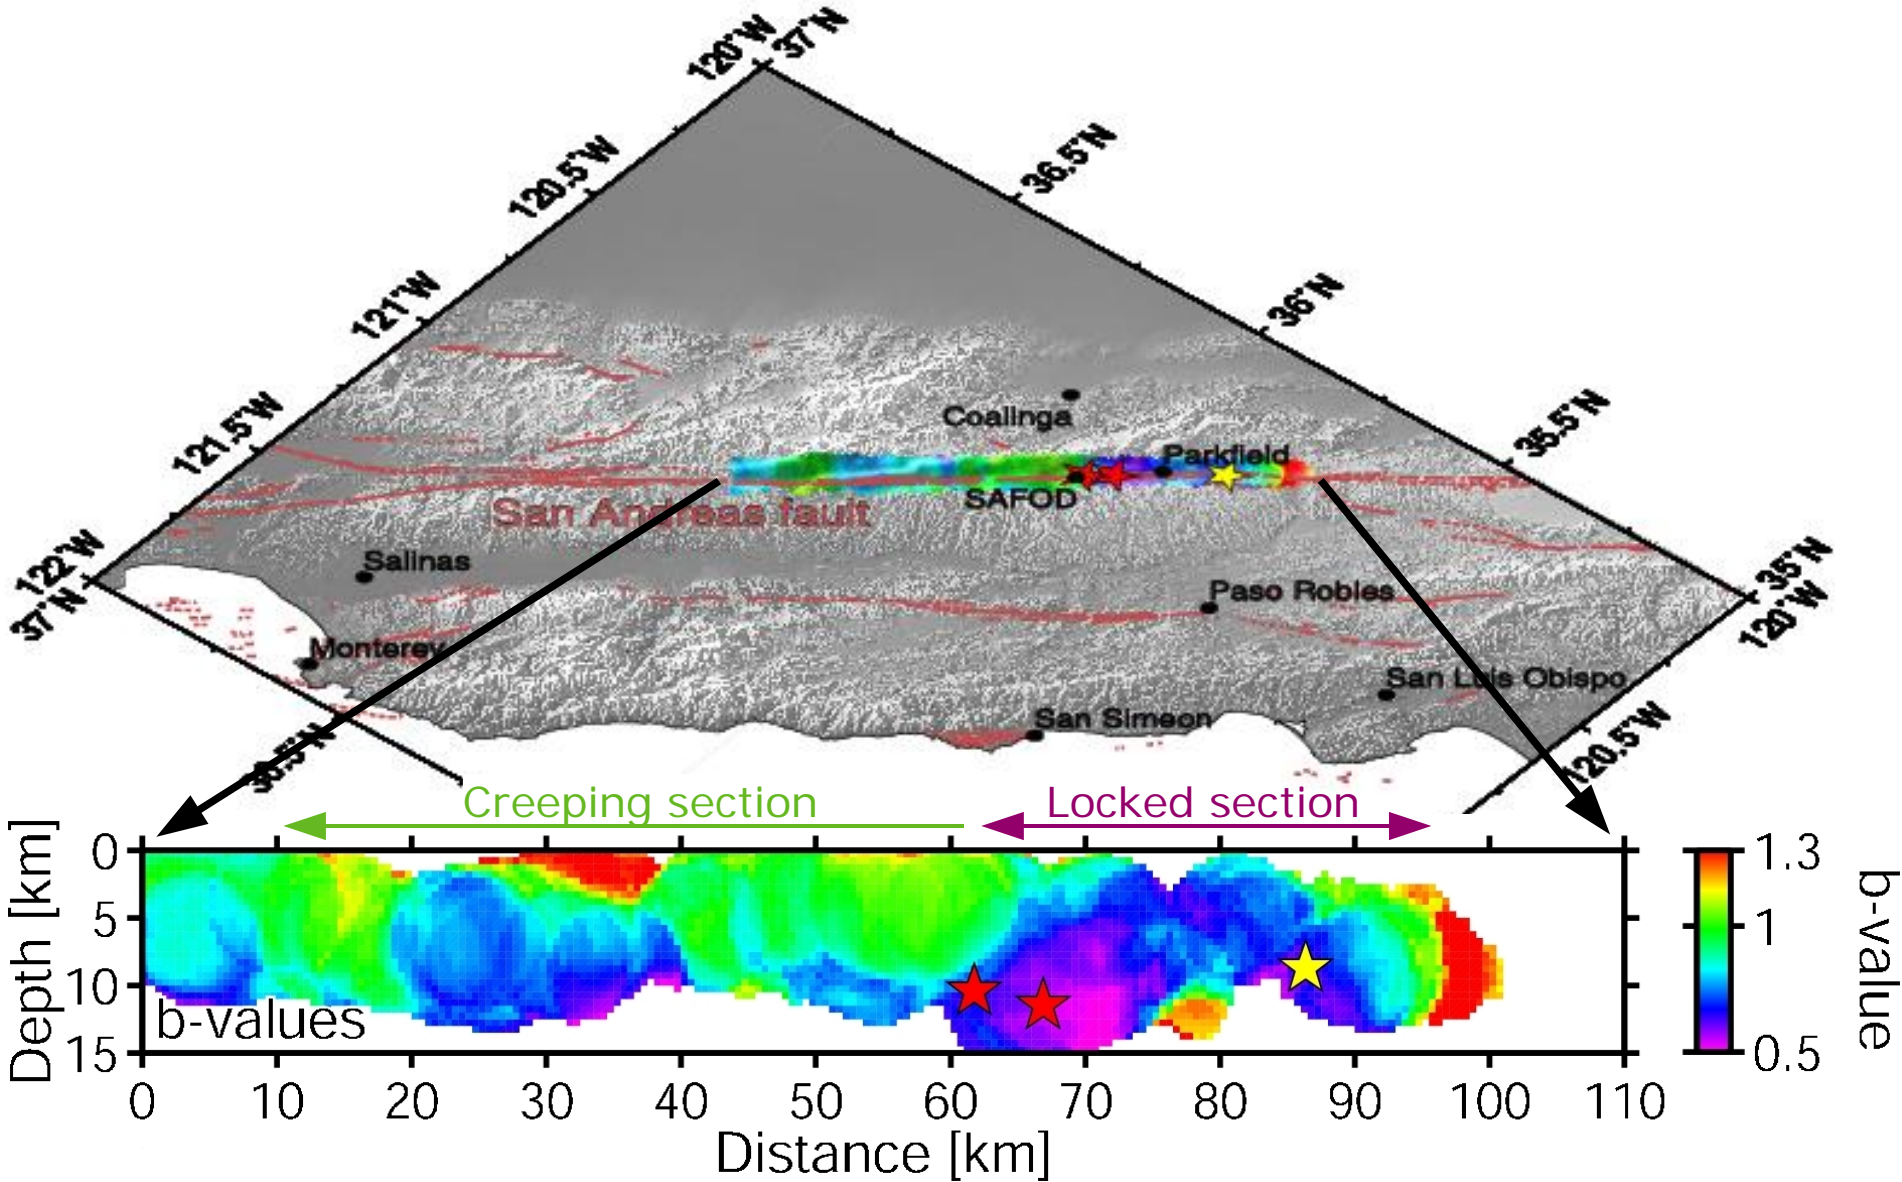 120°W 37°N
36.5°N
120.5°W
121°W
36°N
121.5°W
35.5°N
Coalinga
Parkfield
SAFOD
San Andreas fault
122°W
37°N
Salinas
35°N
120°W
Paso Robles
Monterey
San Luis Obispo
San Simeon
36.5°N
120.5°W
Creeping section
Locked section
Depth [km]
0
5
10
15
b-values
0 10 20 30 40 50 60 70 80 90 100 110
Distance [km]
1.3
1
0.5
b-value